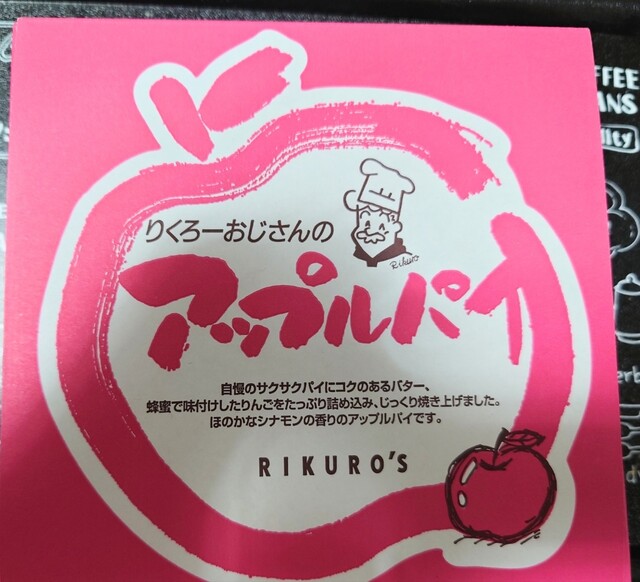 りくろーおじさんの
Rikuro
アップルパイ
自慢のサクサクパイにコクのあるバター、
蜂蜜で味付けしたりんごをたっぷり詰め込み、じっくり焼き上げました。
ほのかなシナモンの香りのアップルパイです。
RIKURO'S